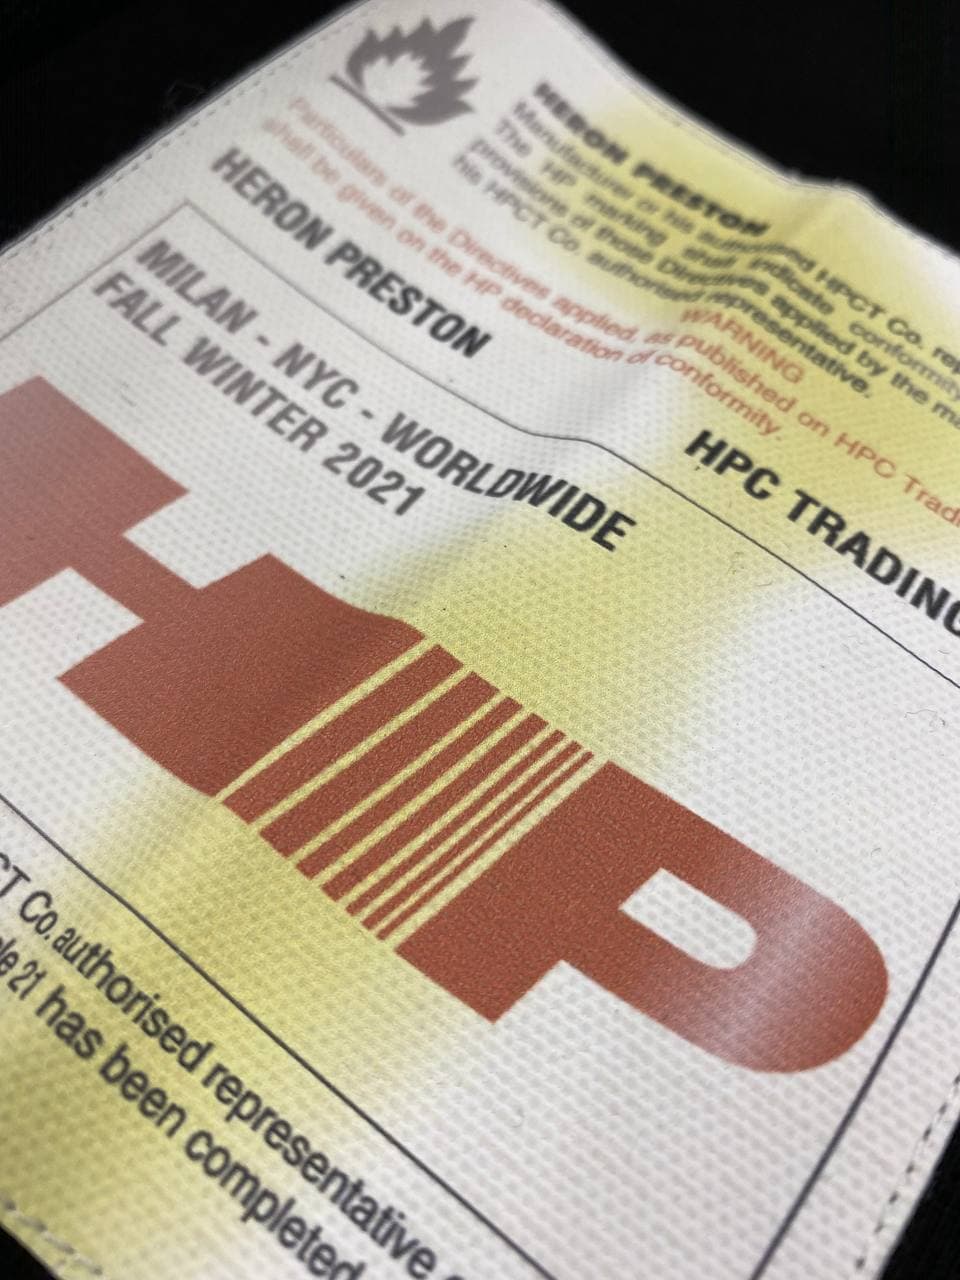 HERON PRESTON
Manufacturer or his authorised HPCT Co. rep
The HP marking shall indicate conformity
provisions of those Directives applied by the ma
his HPCT Co. authorised representative.
WARNING
Particulars of the Directives applied, as published on HPC Tradi
shall be given on the HP declaration of conformity.
HERON PRESTON
HPC TRADING
MILAN - NYC - WORLDWIDE
FALL WINTER 2021
HP
CT Co. authorised representative
21 has been completed